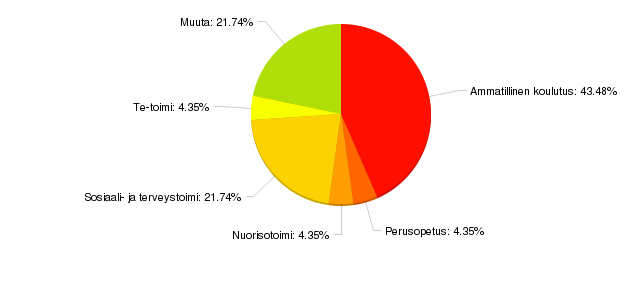 Muuta: 21.74%
Ammatillinen koulutus: 43.48%
Te-toimi: 4.35%
Sosiaali- ja terveystoimi: 21.74%
Nuorisotoimi: 4.35%
Perusopetus: 4.35%